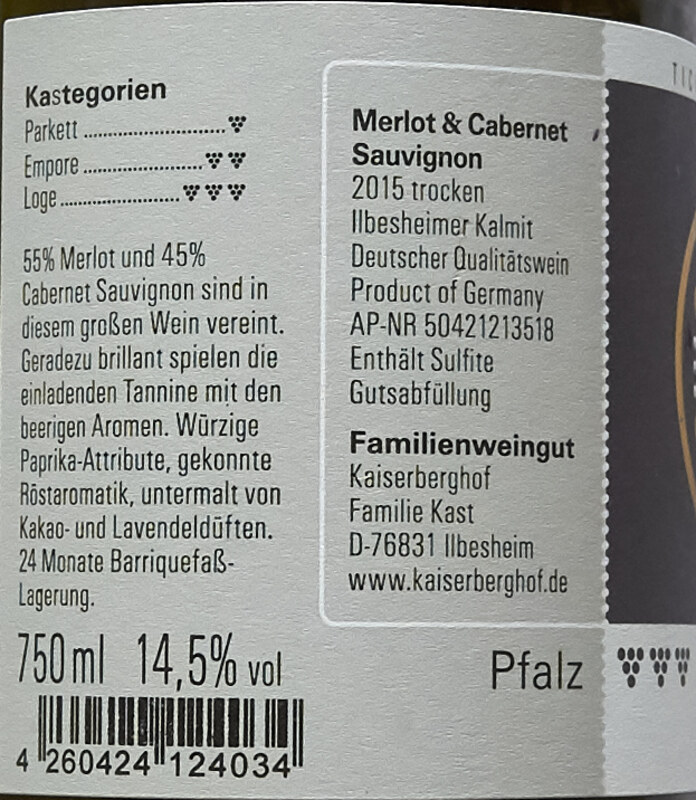 Kastegorien
Parkett
Empore
Loge
55% Merlot und 45%
Cabernet Sauvignon sind in
diesem großen Wein vereint.
Geradezu brillant spielen die
einladenden Tannine mit den
beerigen Aromen. Würzige
Paprika-Attribute, gekonnte
Röstaromatik, untermalt von
Kakao- und Lavendeldüften.
24 Monate Barriquefaß-
Lagerung.
750 ml 14,5% vol
4 260424 124034
Merlot & Cabernet
Sauvignon
2015 trocken
Ilbesheimer Kalmit
Deutscher Qualitätswein
Product of Germany
AP-NR 50421213518
Enthält Sulfite
Gutsabfüllung
Familienweingut
Kaiserberghof
Familie Kast
D-76831 Ilbesheim
www.kaiserberghof.de
Pfalz